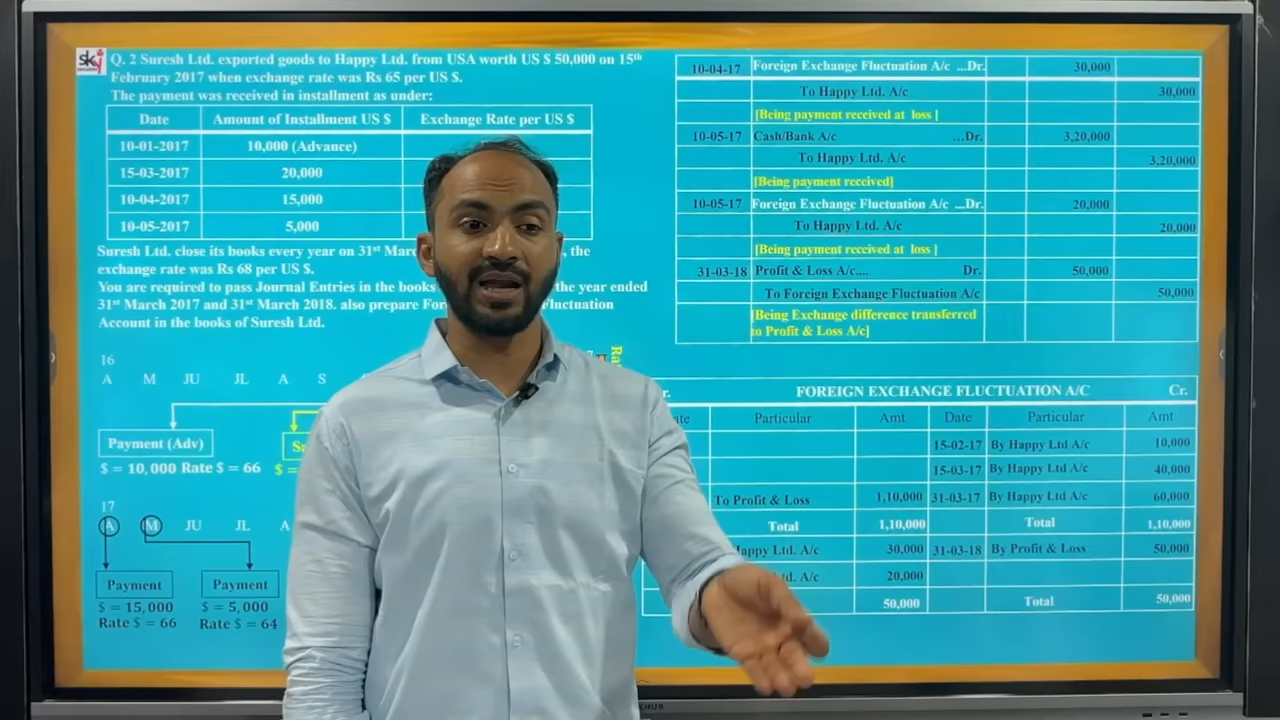 sky
Q. 2 Suresh Ltd. exported goods to Happy Ltd. from USA worth US $ 50,000 on 15th
February 2017 when exchange rate was Rs 65 per US $.
The payment was received in installment as under:
Date Amount of Installment US $ Exchange Rate per US $
10-01-2017 10,000 (Advance)
15-03-2017 20,000
10-04-2017 15,000
10-05-2017 5,000
Suresh Ltd. close its books every year on 31st Marc , the
exchange rate was Rs 68 per US $.
You are required to pass Journal Entries in the books the year ended
31st March 2017 and 31st March 2018. also prepare For Fluctuation
Account in the books of Suresh Ltd.
16
A M JU JL A S
Payment (Adv)
$ = 10,000 Rate $ = 66 $ =
17
A M JU JL A
Payment Payment
$ = 15,000 $ = 5,000
Rate $ = 66 Rate $ = 64
10-04-17 Foreign Exchange Fluctuation A/c ...Dr. 30,000
To Happy Ltd. A/c 30,000
[Being payment received at loss ]
10-05-17 Cash/Bank A/c ...Dr. 3,20,000
To Happy Ltd. A/c 3,20,000
[Being payment received]
10-05-17 Foreign Exchange Fluctuation A/c ...Dr. 20,000
To Happy Ltd. A/c 20,000
[Being payment received at loss ]
31-03-18 Profit & Loss A/c.... Dr. 50,000
To Foreign Exchange Fluctuation A/c 50,000
[Being Exchange difference transferred
to Profit & Loss A/c]
r. FOREIGN EXCHANGE FLUCTUATION A/C Cr.
ate Particular Amt Date Particular Amt
15-02-17 By Happy Ltd A/c 10,000
15-03-17 By Happy Ltd A/c 40,000
To Profit & Loss 1,10,000 31-03-17 By Happy Ltd A/c 60,000
Total 1,10,000 Total 1,10,000
Happy Ltd. A/c 30,000 31-03-18 By Profit & Loss 50,000
td. A/c 20,000
50,000 Total 50,000